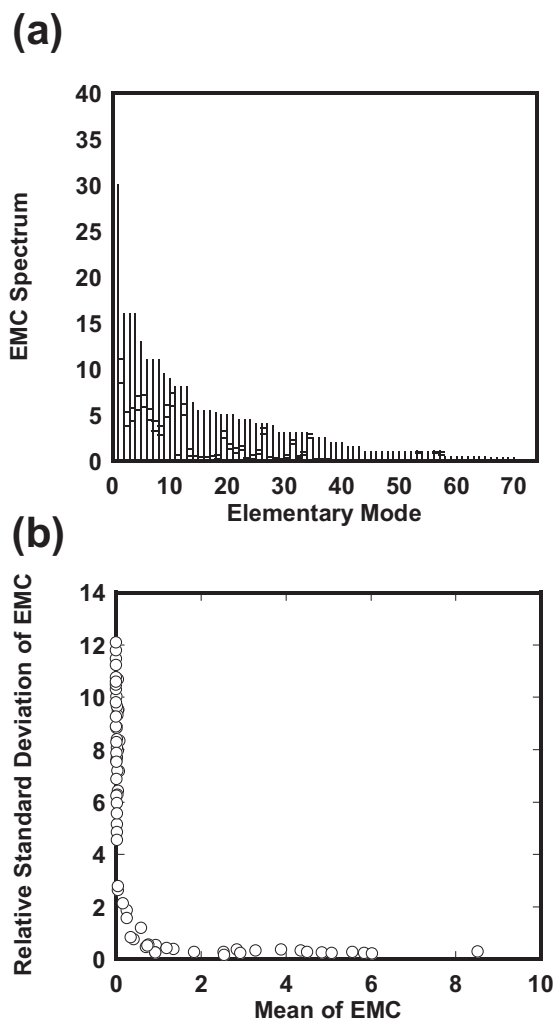 (a)
40
35
30
25
20
15
10
5
0
EMC Spectrum
0 10 20 30 40 50 60 70
Elementary Mode
(b)
14
12
10
8
6
4
2
0
Relative Standard Deviation of EMC
0 2 4 6 8 10
Mean of EMC